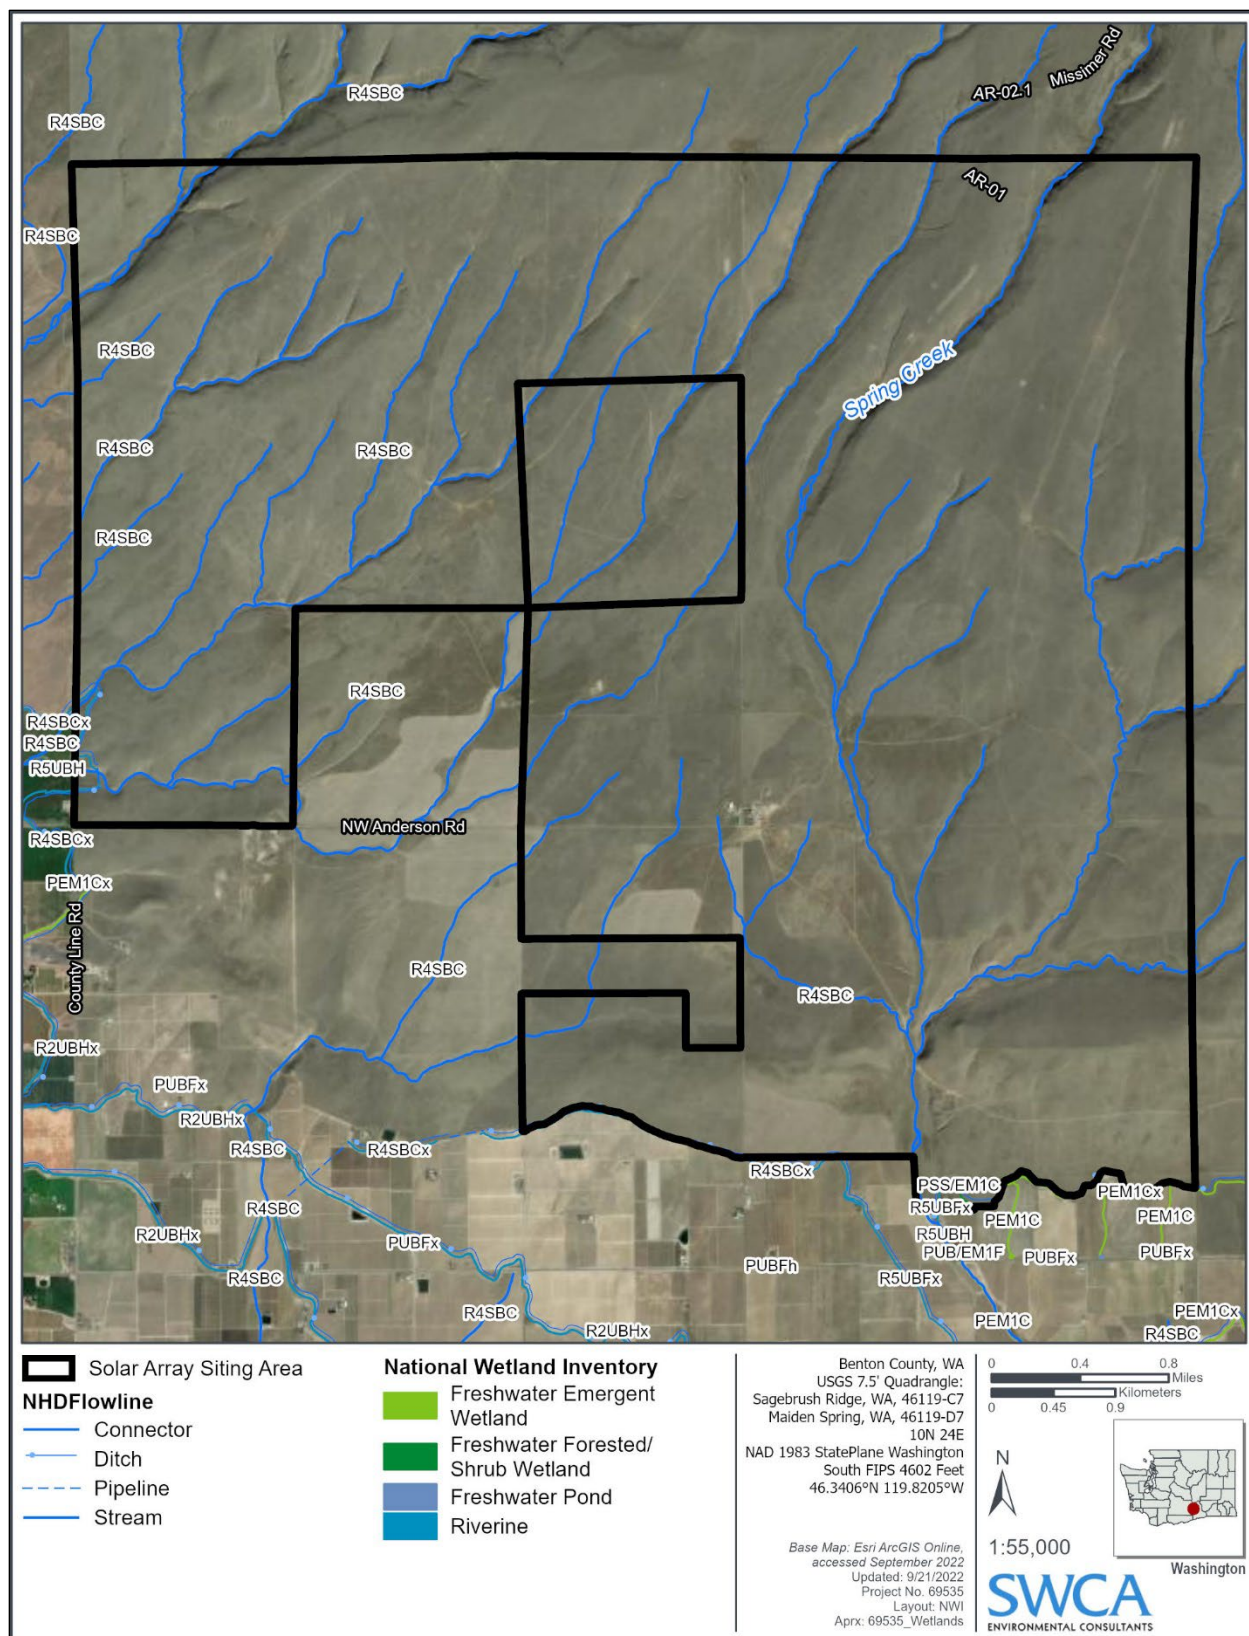 Missimer Rd
AR-02.1
R4SBC
R4SBC
AR-01
R4SBC
R4SBC
Spring Creek
R4SBC
R4SBC
R4SBC
R4SBC
R4SBCx
R4SBC
R5UBH
NW Anderson Rd
R4SBCx
PEM1Cx
County Line Rd
R4SBC
R4SBC
R2UBHx
PUBFx
R2UBHx
R4SBC
R4SBCx
R4SBCx
PSS/EM1C
PEM1Cx
R5UBFx
PEM1C
PEM1C
R4SBC
R2UBHx
R5UBH
PUBFx
PUB/EM1F
PUBFx
PUBFx
PUBFh
R4SBC
R5UBFx
R4SBC
PEM1C
PEM1Cx
R2UBHx
R4SBC
Solar Array Siting Area
NHDFlowline
Connector
Ditch
Pipeline
Stream
National Wetland Inventory
Freshwater Emergent
Wetland
Freshwater Forested/
Shrub Wetland
Freshwater Pond
Riverine
Benton County, WA
USGS 7.5' Quadrangle:
Sagebrush Ridge, WA, 46119-C7
Maiden Spring, WA, 46119-D7
10N 24E
NAD 1983 StatePlane Washington
South FIPS 4602 Feet
46.3406°N 119.8205°W
Base Map: Esri ArcGIS Online,
accessed September 2022
Updated: 9/21/2022
Project No. 69535
Layout: NWI
Aprx: 69535_Wetlands
0 0.4 0.8
Miles
Kilometers
0 0.45 0.9
N
1:55,000
Washington
SWCA
ENVIRONMENTAL CONSULTANTS